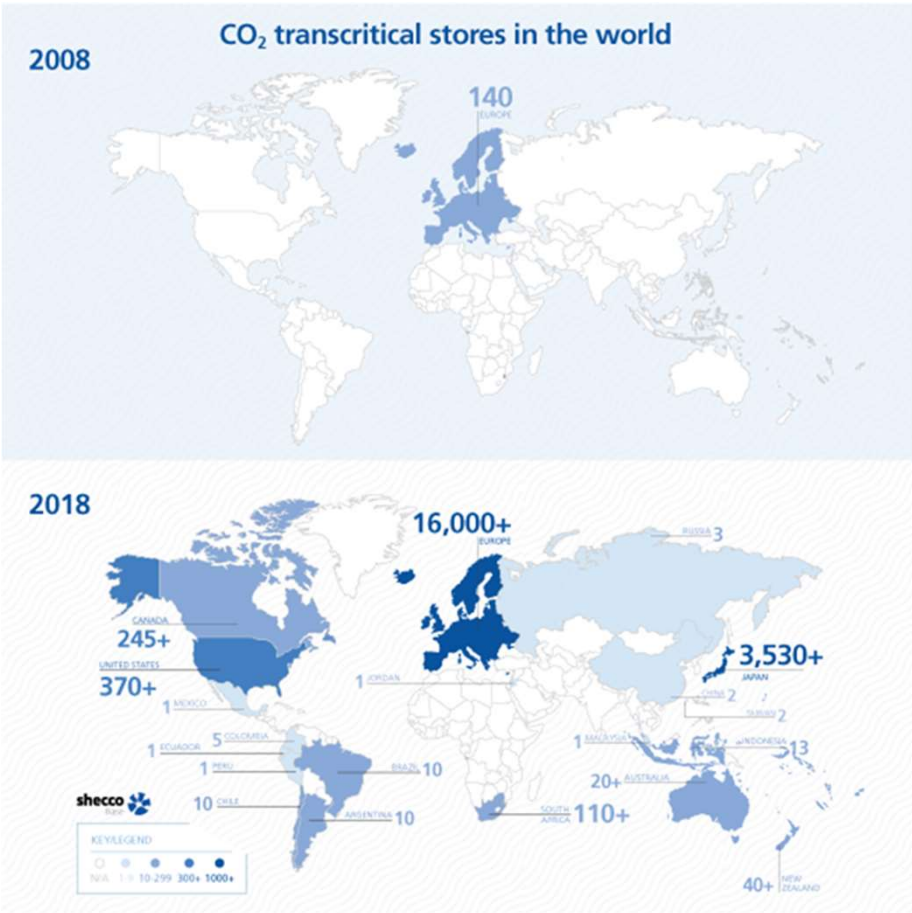 CO₂ transcritical stores in the world
2008
140
EUROPE
2018
16,000+
EUROPE
RUSSIA 3
CANADA
245+
UNITED STATES
370+
1 MEXICO
1 JORDAN
3,530+
JAPAN
CHINA 2
TAIWAN 2
5 COLOMBIA
1 ECUADOR
1 MALAYSIA
INDONESIA 13
1 PERU
BRAZIL 10
20+ AUSTRALIA
10 CHILE
ARGENTINA 10
SOUTH
AFRICA 110+
shecco
Base
KEY/LEGEND
N/A 1-9 10-299 300+ 1000+
40+ NEW
ZEALAND